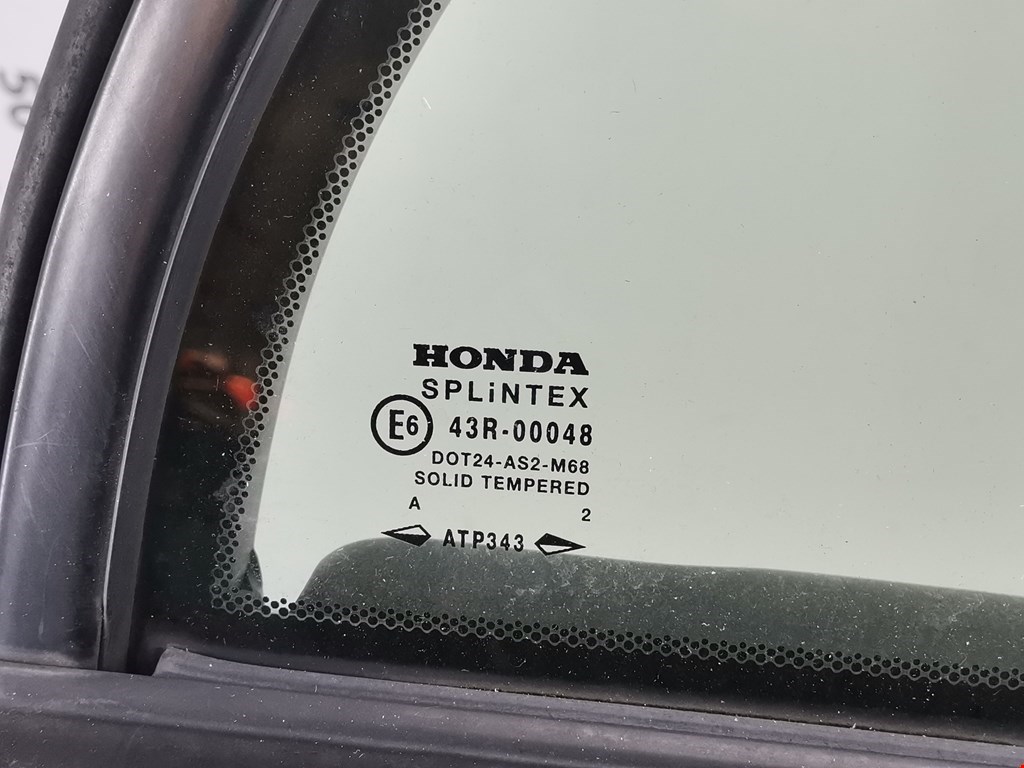 HONDA
SPLiNTEX
E6 43R-00048
DOT24-AS2-M68
SOLID TEMPERED
A 2
ATP343